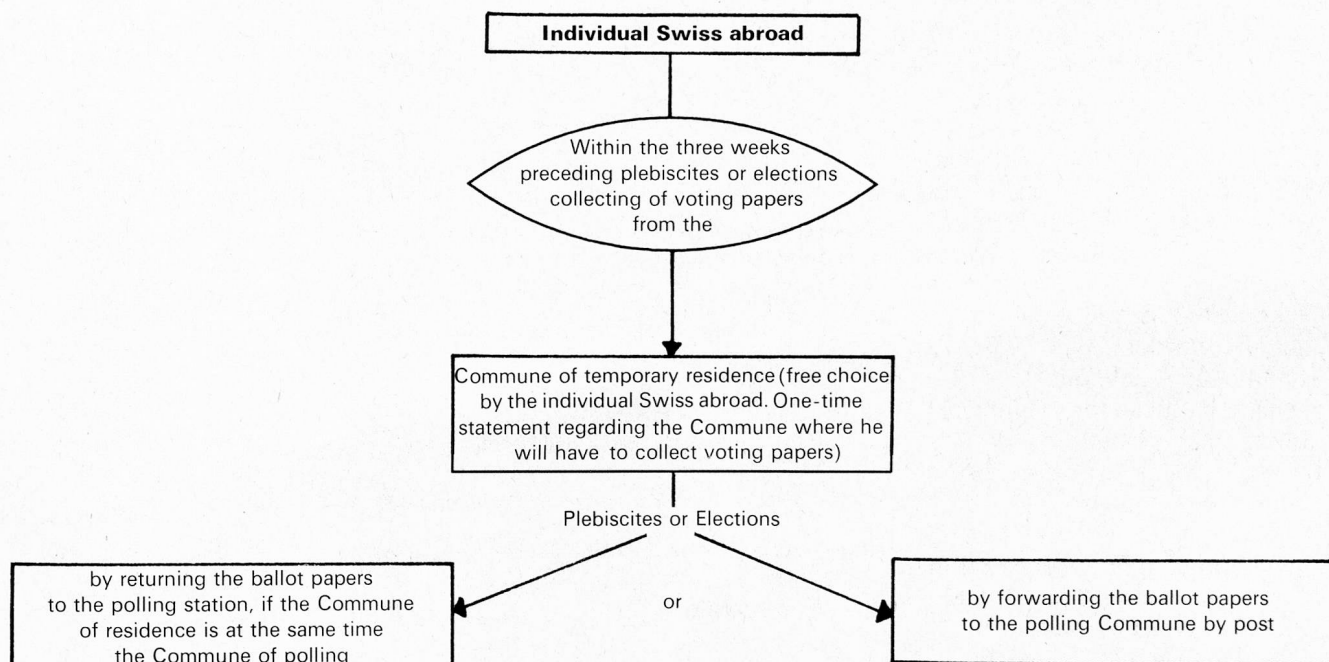 Individual Swiss abroad
Within the three weeks
preceding plebiscites or elections
collecting of voting papers
from the
Commune of temporary residence (free choice
by the individual Swiss abroad. One-time
statement regarding the Commune where he
will have to collect voting papers)
Plebiscites or Elections
by returning the ballot papers
to the polling station, if the Commune
of residence is at the same time
the Commune of polling
or
by forwarding the ballot papers
to the polling Commune by post